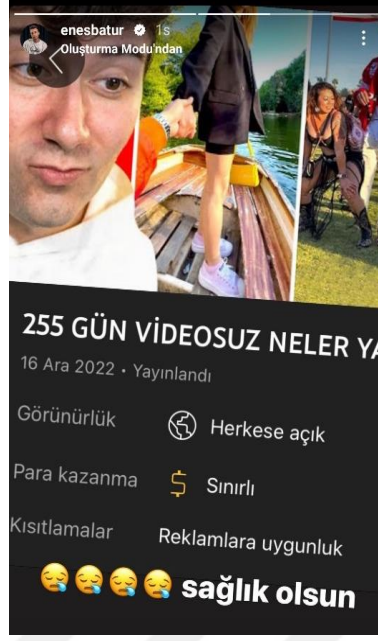 enesbatur 1s
Oluşturma Modu'ndan
255 GÜN VİDEOSUZ NELER YA
16 Ara 2022 • Yayınlandı
Görünürlük Herkese açık
Para kazanma Sınırlı
Kısıtlamalar Reklamlara uygunluk
😪😪😪😪 sağlık olsun